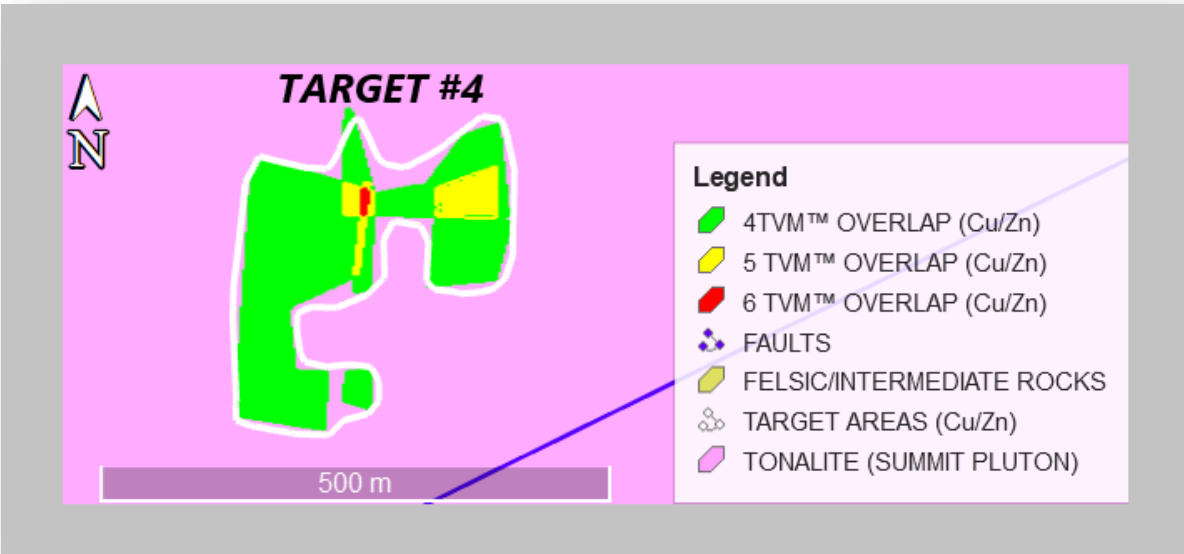 TARGET #4
N
Legend
4TVM™ OVERLAP (Cu/Zn)
5 TVM™ OVERLAP (Cu/Zn)
6 TVM™ OVERLAP (Cu/Zn)
FAULTS
FELSIC/INTERMEDIATE ROCKS
TARGET AREAS (Cu/Zn)
TONALITE (SUMMIT PLUTON)
500 m